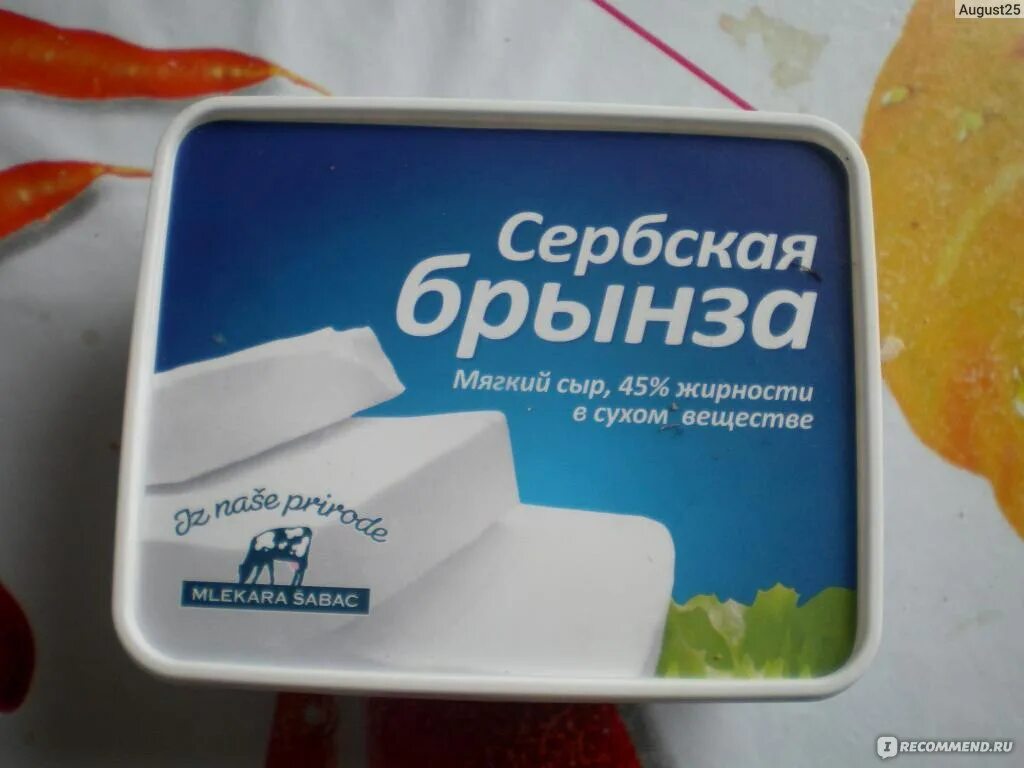 August25
Сербская
брынза
Мягкий сыр, 45% жирности
в сухом веществе
Iz naše prirode
MLEKARA ŠABAC
I RECOMMEND.RU